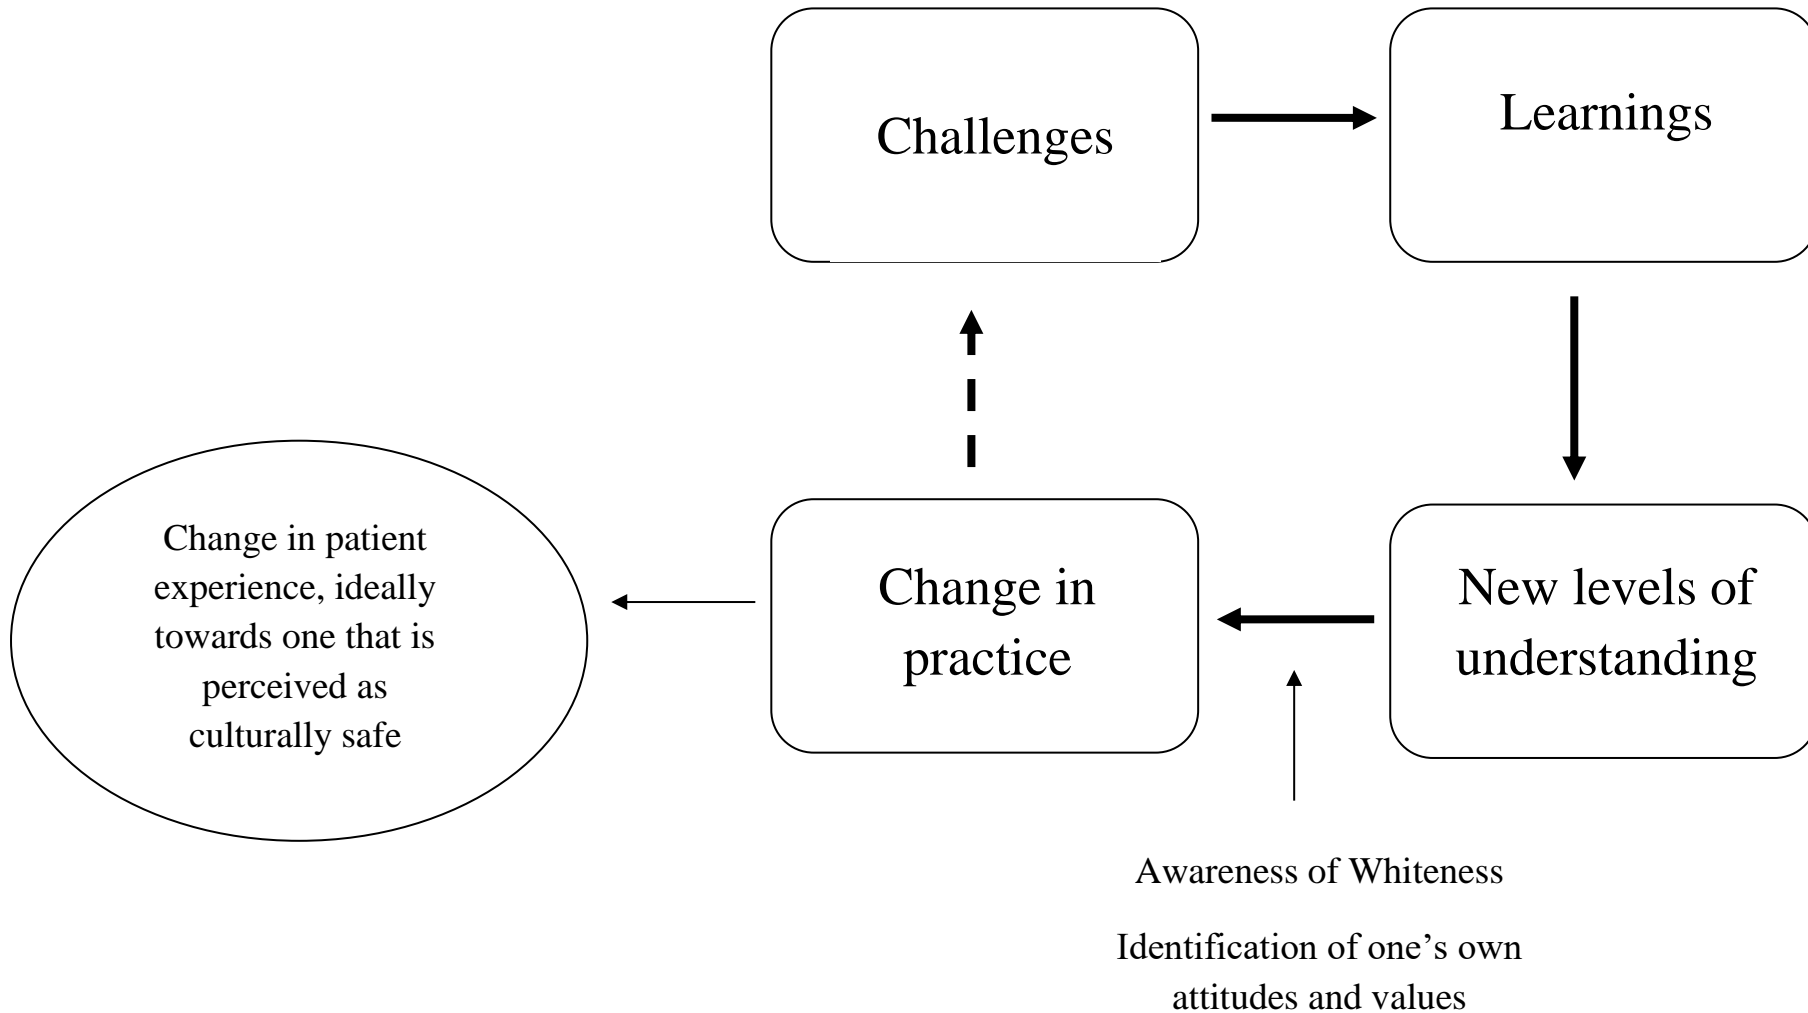 Challenges
Learnings
Change in patient
experience, ideally
towards one that is
perceived as
culturally safe
Change in
practice
New levels of
understanding
Awareness of Whiteness
Identification of one’s own
attitudes and values